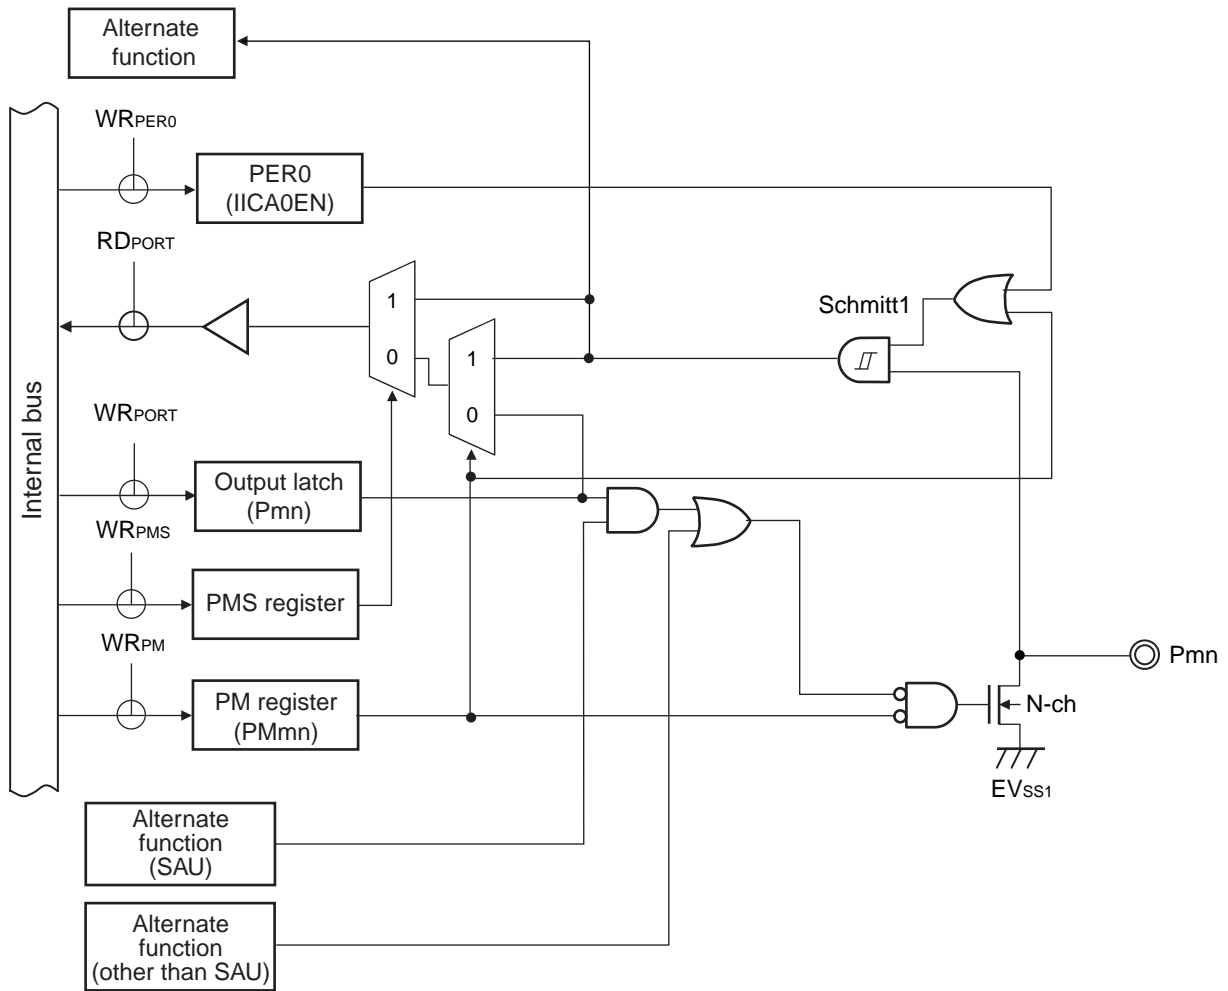 Alternate
function
WRPER0
PER0
(IICA0EN)
RDPORT
1
0
Schmitt1
1
0
Internal bus
WRPORT
Output latch
(Pmn)
WRPMS
PMS register
WRPM
PM register
(PMmn)
Pmn
N-ch
EVSS1
Alternate
function
(SAU)
Alternate
function
(other than SAU)